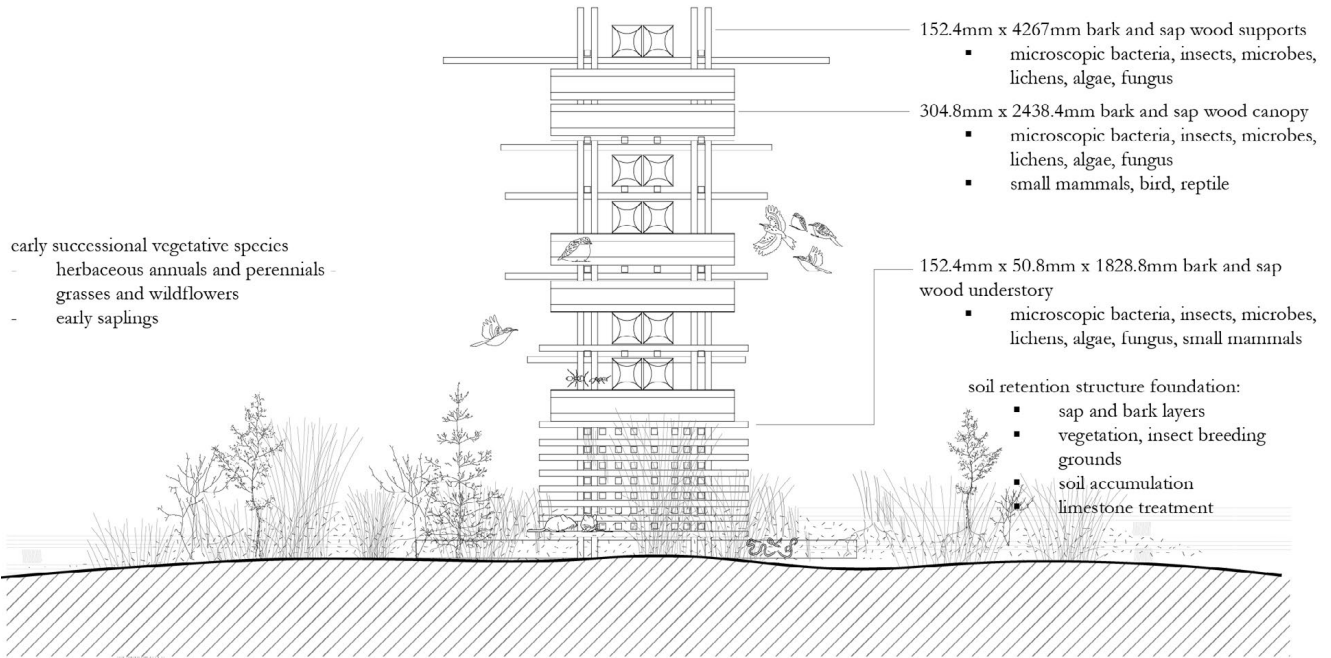 152.4mm x 4267mm bark and sap wood supports
▪ microscopic bacteria, insects, microbes,
lichens, algae, fungus
304.8mm x 2438.4mm bark and sap wood canopy
▪ microscopic bacteria, insects, microbes,
lichens, algae, fungus
▪ small mammals, bird, reptile
early successional vegetative species
- herbaceous annuals and perennials -
grasses and wildflowers
- early saplings
152.4mm x 50.8mm x 1828.8mm bark and sap
wood understory
▪ microscopic bacteria, insects, microbes,
lichens, algae, fungus, small mammals
soil retention structure foundation:
▪ sap and bark layers
▪ vegetation, insect breeding
grounds
▪ soil accumulation
▪ limestone treatment